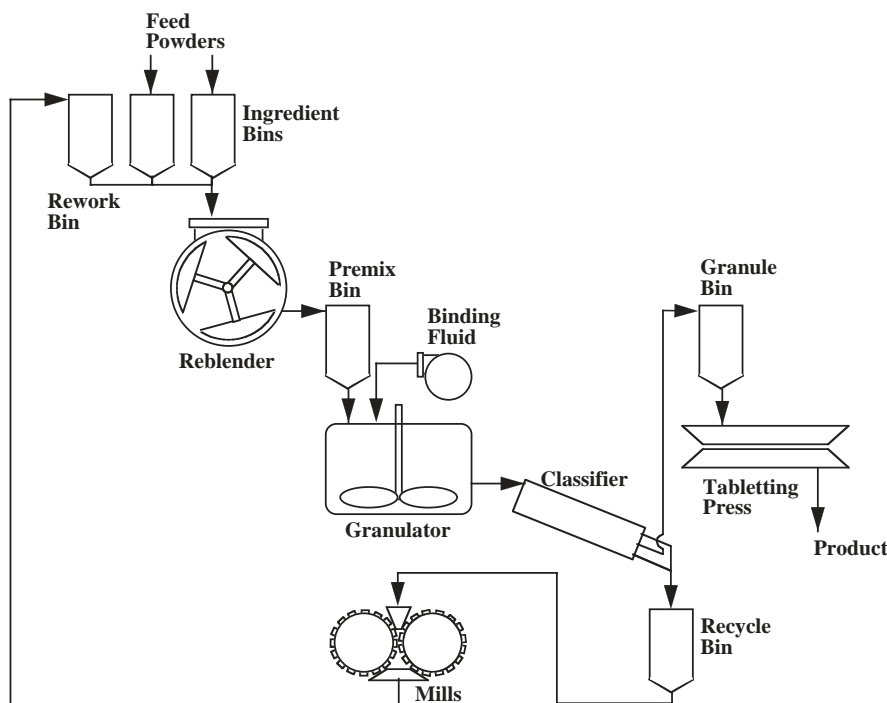 Feed
Powders
Ingredient
Bins
Rework
Bin
Reblender
Premix
Bin
Binding
Fluid
Granulator
Classifier
Granule
Bin
Tabletting
Press
Product
Recycle
Bin
Mills